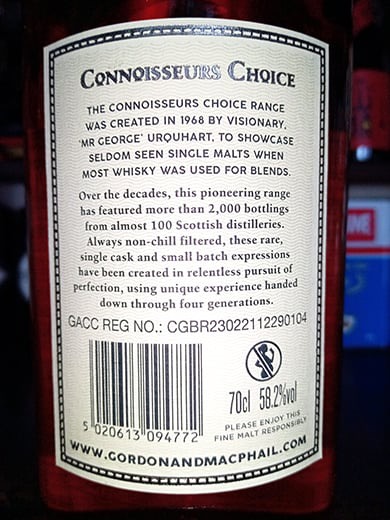 CONNOISSEURS CHOICE
THE CONNOISSEURS CHOICE RANGE
WAS CREATED IN 1968 BY VISIONARY,
'MR GEORGE' URQUHART, TO SHOWCASE
SELDOM SEEN SINGLE MALTS WHEN
MOST WHISKY WAS USED FOR BLENDS.
Over the decades, this pioneering range
has featured more than 2,000 bottlings
from almost 100 Scottish distilleries.
Always non-chill filtered, these rare,
single cask and small batch expressions
have been created in relentless pursuit of
perfection, using unique experience handed
down through four generations.
GACC REG NO.: CGBR23022112290104
70cl 58.2%vol
PLEASE ENJOY THIS
FINE MALT RESPONSIBLY
5 020613 094772
WWW.GORDONANDMACPHAIL.COM